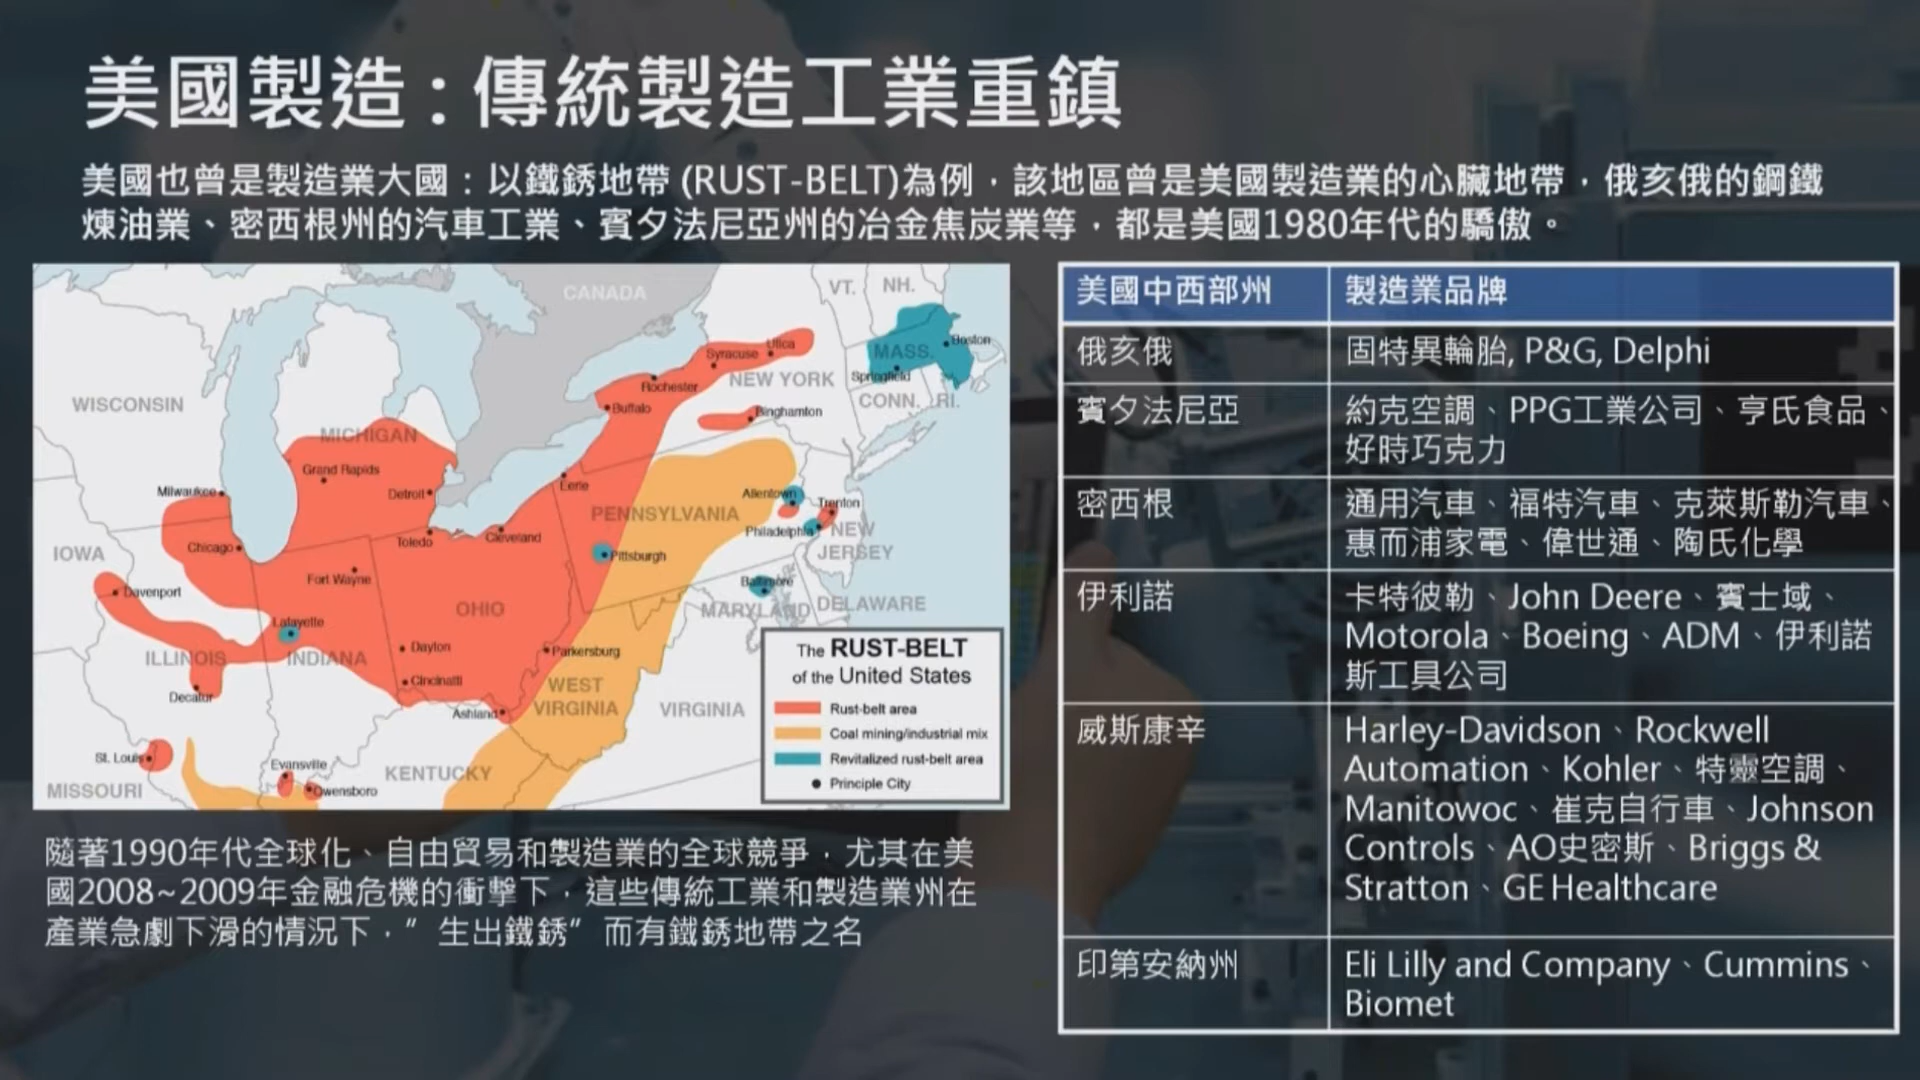 美國製造：傳統製造工業重鎮
美國也曾是製造業大國：以鐵銹地帶 (RUST-BELT)為例，該地區曾是美國製造業的心臟地帶，俄亥俄的鋼鐵
煉油業、密西根州的汽車工業、賓夕法尼亞州的冶金焦炭業等，都是美國1980年代的驕傲。
CANADA
VT.
NH.
WISCONSIN
MICHIGAN
NEW YORK
MASS.
CONN.
RI.
Boston
Springfield
Utica
Syracuse
Rochester
Buffalo
Binghamton
Grand Rapids
Milwaukee
Detroit
Eerie
Allentown
Trenton
PENNSYLVANIA
Philadelphia
NEW
JERSEY
IOWA
Chicago
Toledo
Cleveland
Pittsburgh
Fort Wayne
Baltimore
Davenport
OHIO
MARYLAND
DELAWARE
Lafayette
ILLINOIS
INDIANA
Dayton
Parkersburg
Decatur
Cincinatti
WEST
VIRGINIA
Ashland
VIRGINIA
St. Louis
Evansville
KENTUCKY
MISSOURI
Owensboro
The RUST-BELT
of the United States
Rust-belt area
Coal mining/industrial mix
Revitalized rust-belt area
Principle City
隨著1990年代全球化、自由貿易和製造業的全球競爭，尤其在美
國2008~2009年金融危機的衝擊下，這些傳統工業和製造業州在
產業急劇下滑的情況下，”生出鐵銹”而有鐵銹地帶之名
美國中西部州 製造業品牌
俄亥俄 固特異輪胎, P&G, Delphi
賓夕法尼亞 約克空調、PPG工業公司、亨氏食品、
好時巧克力
密西根 通用汽車、福特汽車、克萊斯勒汽車、
惠而浦家電、偉世通、陶氏化學
伊利諾 卡特彼勒、John Deere、賓士域、
Motorola、Boeing、ADM、伊利諾
斯工具公司
威斯康辛 Harley-Davidson、Rockwell
Automation、Kohler、特靈空調、
Manitowoc、崔克自行車、Johnson
Controls、AO史密斯、Briggs &
Stratton、GE Healthcare
印第安納州 Eli Lilly and Company、Cummins、
Biomet